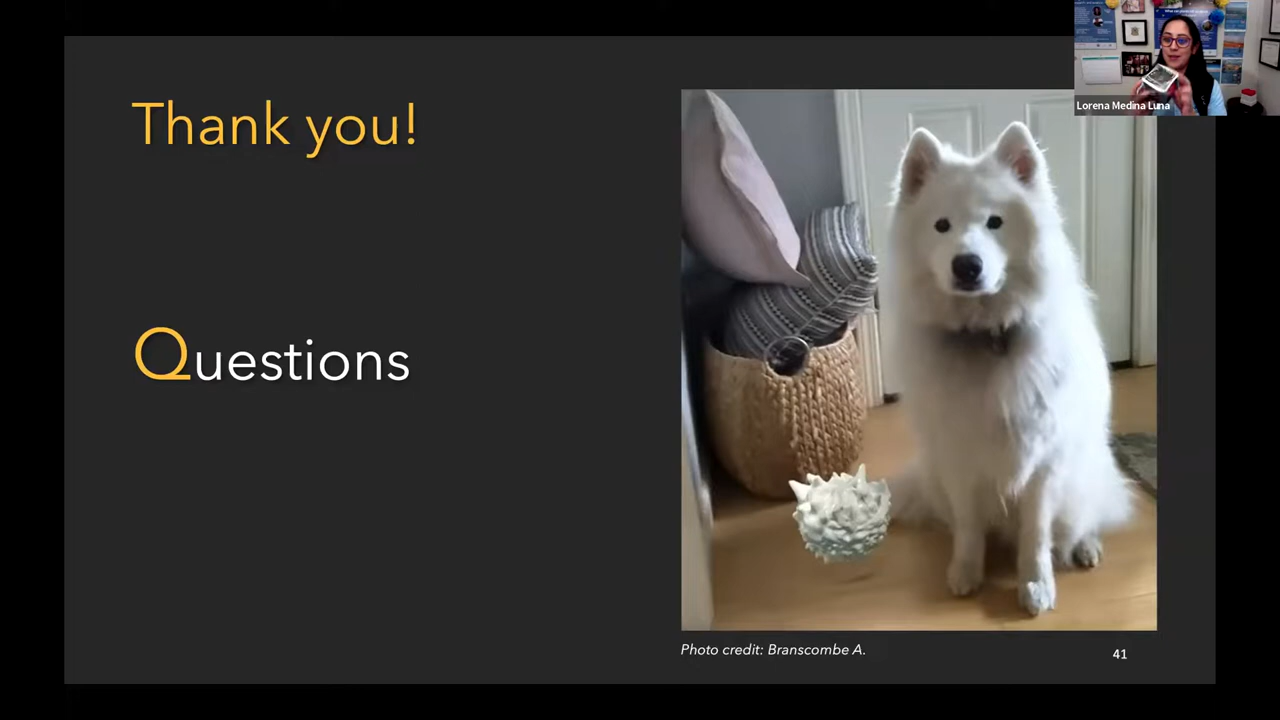 Thank you!
Questions
Lorena Medina Luna
Photo credit: Branscombe A.
41